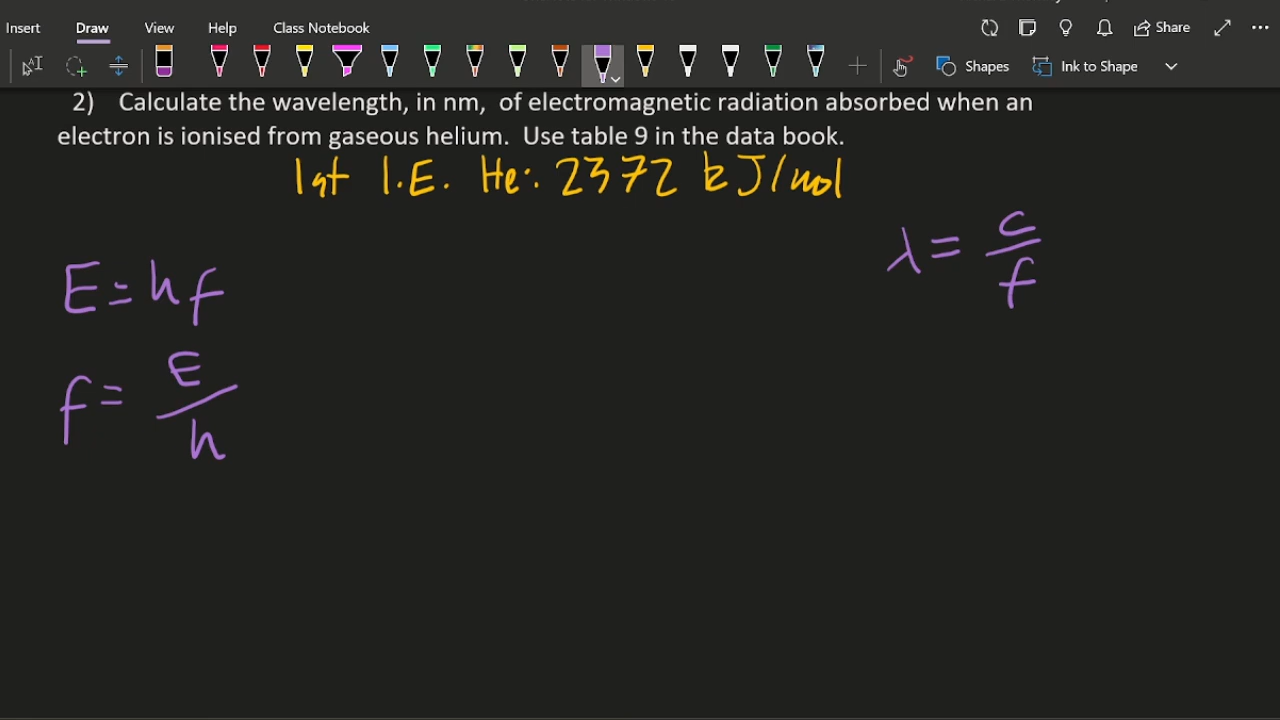 Insert Draw View Help Class Notebook Share
Shapes Ink to Shape
2) Calculate the wavelength, in nm, of electromagnetic radiation absorbed when an
electron is ionised from gaseous helium. Use table 9 in the data book.
1st I.E. He: 2372 kJ/mol
λ = c/f
E = hf
f = E/h